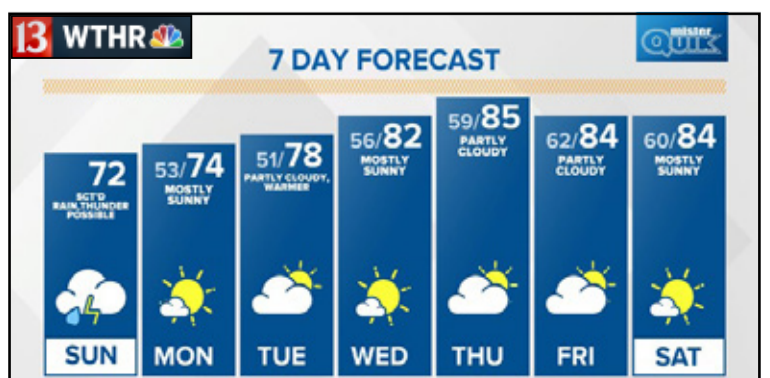 13 WTHR
mister
QUIK
7 DAY FORECAST
72
SCT'D
RAIN,THUNDER
POSSIBLE
SUN
53/74
MOSTLY
SUNNY
MON
51/78
PARTLY CLOUDY,
WARMER
TUE
56/82
MOSTLY
SUNNY
WED
59/85
PARTLY
CLOUDY
THU
62/84
PARTLY
CLOUDY
FRI
60/84
MOSTLY
SUNNY
SAT